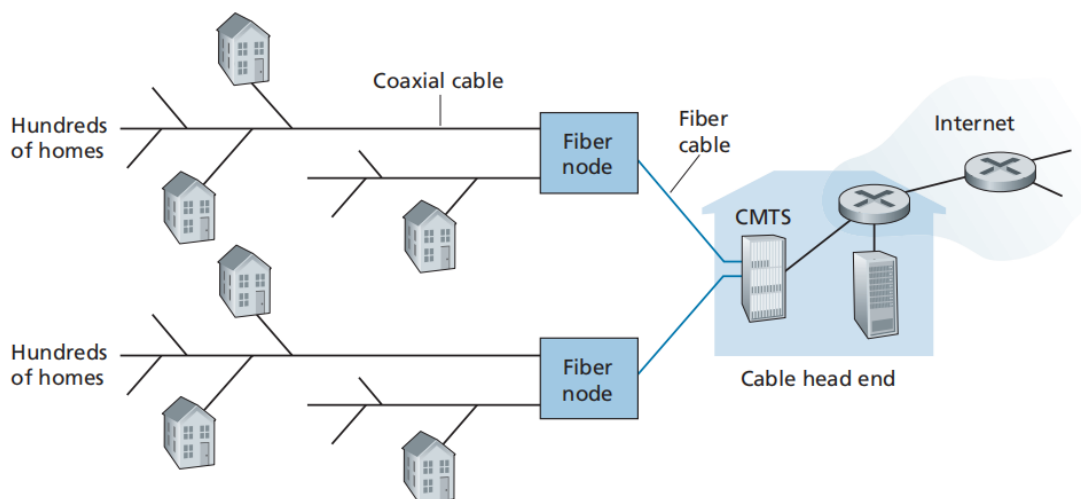 Coaxial cable
Hundreds
of homes
Fiber
node
Fiber
cable
Internet
CMTS
Hundreds
of homes
Fiber
node
Cable head end